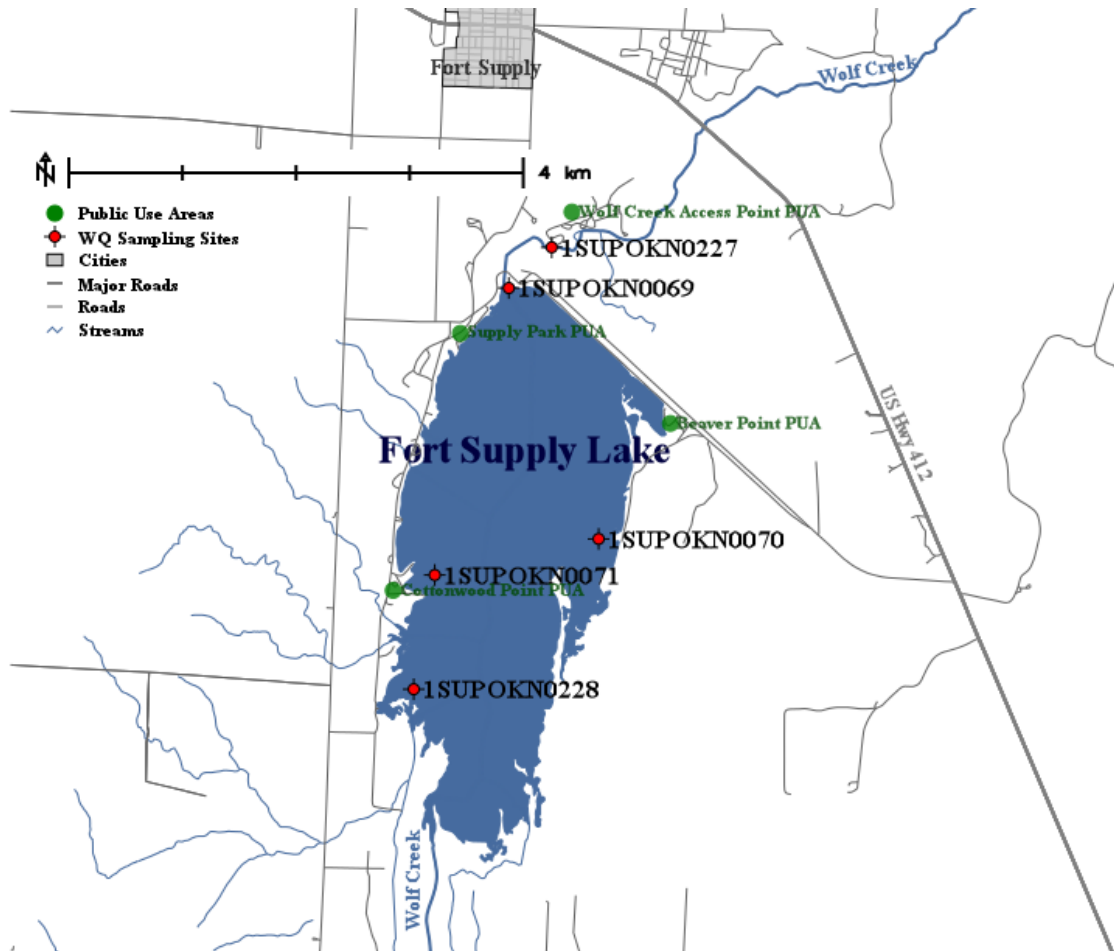 Fort Supply
Wolf Creek
N
4 km
Public Use Areas
WQ Sampling Sites
Cities
Major Roads
Roads
Streams
Wolf Creek Access Point PUA
1SUPOKN0227
1SUPOKN0069
Supply Park PUA
Beaver Point PUA
US Hwy 412
Fort Supply Lake
1SUPOKN0070
1SUPOKN0071
Cottonwood Point PUA
1SUPOKN0228
Wolf Creek